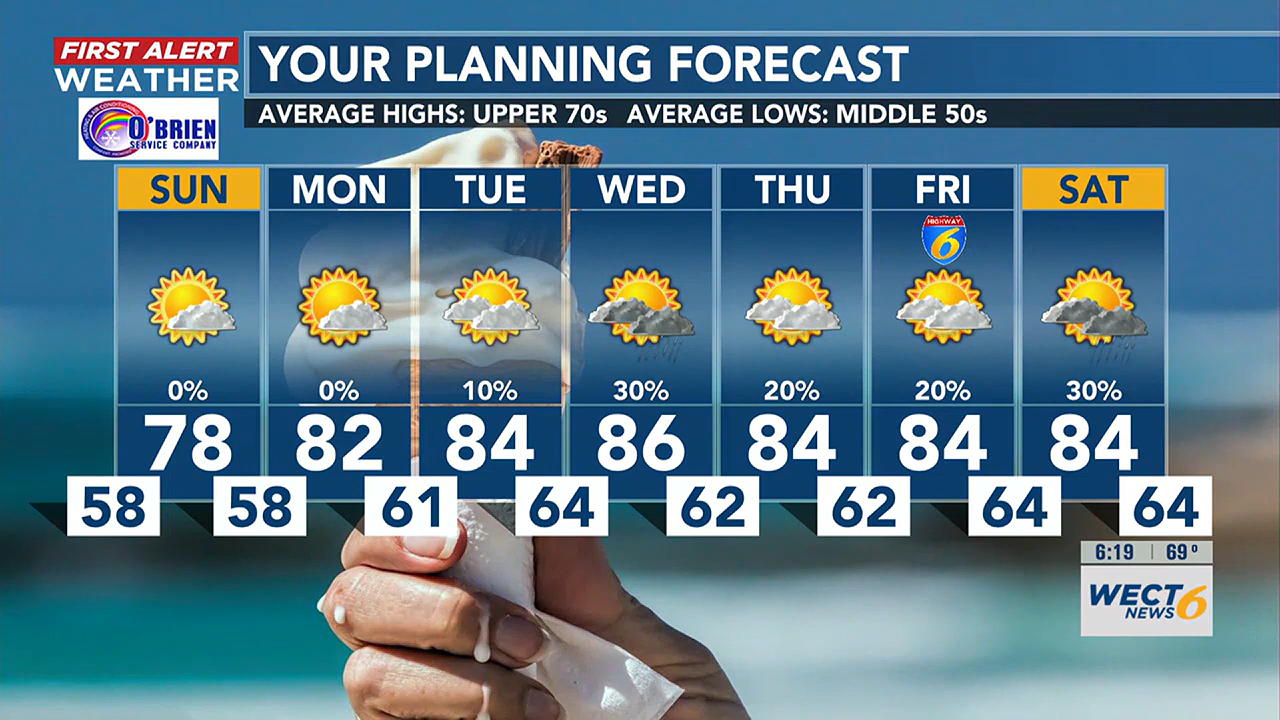 FIRST ALERT
WEATHER
YOUR PLANNING FORECAST
AVERAGE HIGHS: UPPER 70s AVERAGE LOWS: MIDDLE 50s
O'BRIEN
SERVICE COMPANY
SUN MON TUE WED THU FRI SAT
HIGHWAY
6
0% 0% 10% 30% 20% 20% 30%
78 82 84 86 84 84 84
58 58 61 64 62 62 64 64
6:19 | 69°
WECT 6
NEWS